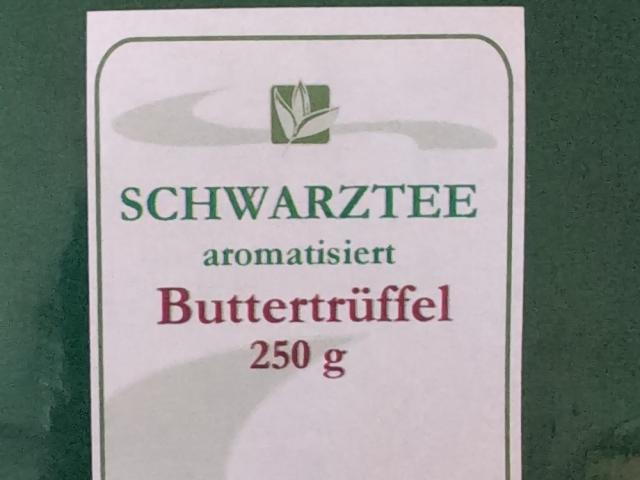 SCHWARZTEE
aromatisiert
Buttertrüffel
250 g